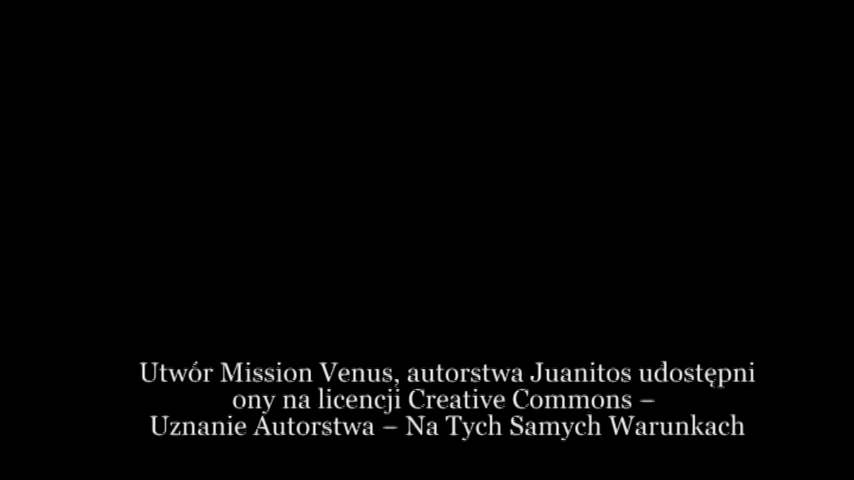 Utwór Mission Venus, autorstwa Juanitos udostępni
ony na licencji Creative Commons –
Uznanie Autorstwa – Na Tych Samych Warunkach